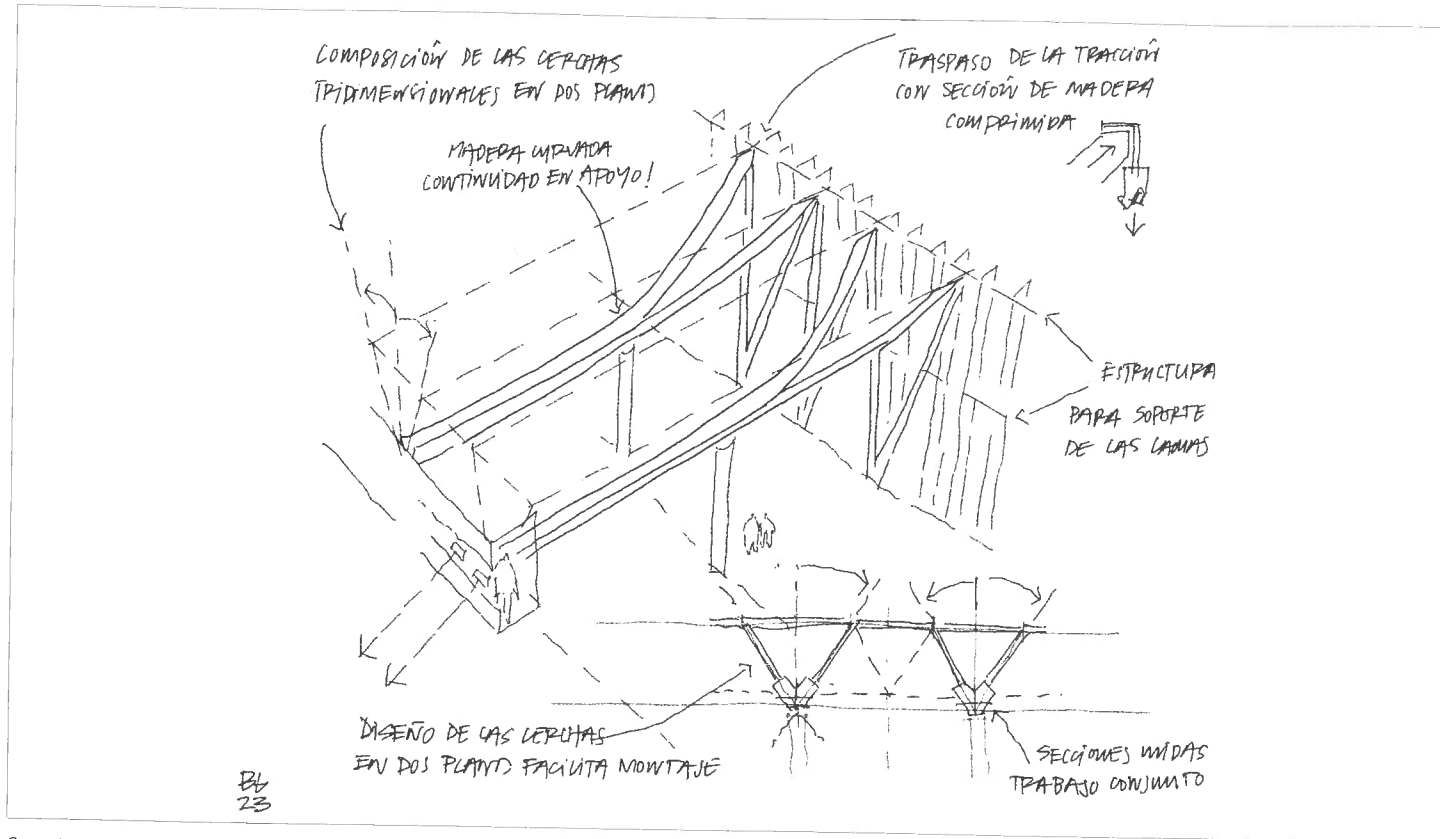 COMPOSICIÓN DE LAS CERCHAS
TRIDIMENSIONALES EN DOS PLANOS
TRASPASO DE LA TRACCIÓN
CON SECCIÓN DE MADERA
COMPRIMIDA
MADERA CURVADA
CONTINUIDAD EN APOYO!
ESTRUCTURA
PARA SOPORTE
DE LAS LAMAS
DISEÑO DE LAS CERCHAS
EN DOS PLANOS FACILITA MONTAJE
SECCIONES UNIDAS
TRABAJO CONJUNTO
23